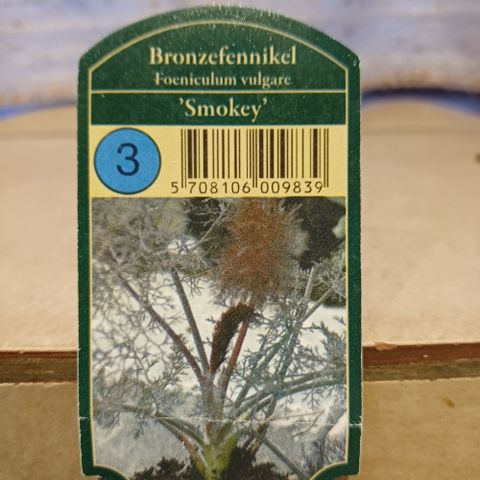 Bronzefennikel
Foeniculum vulgare
'Smokey'
3
5 708106 009839